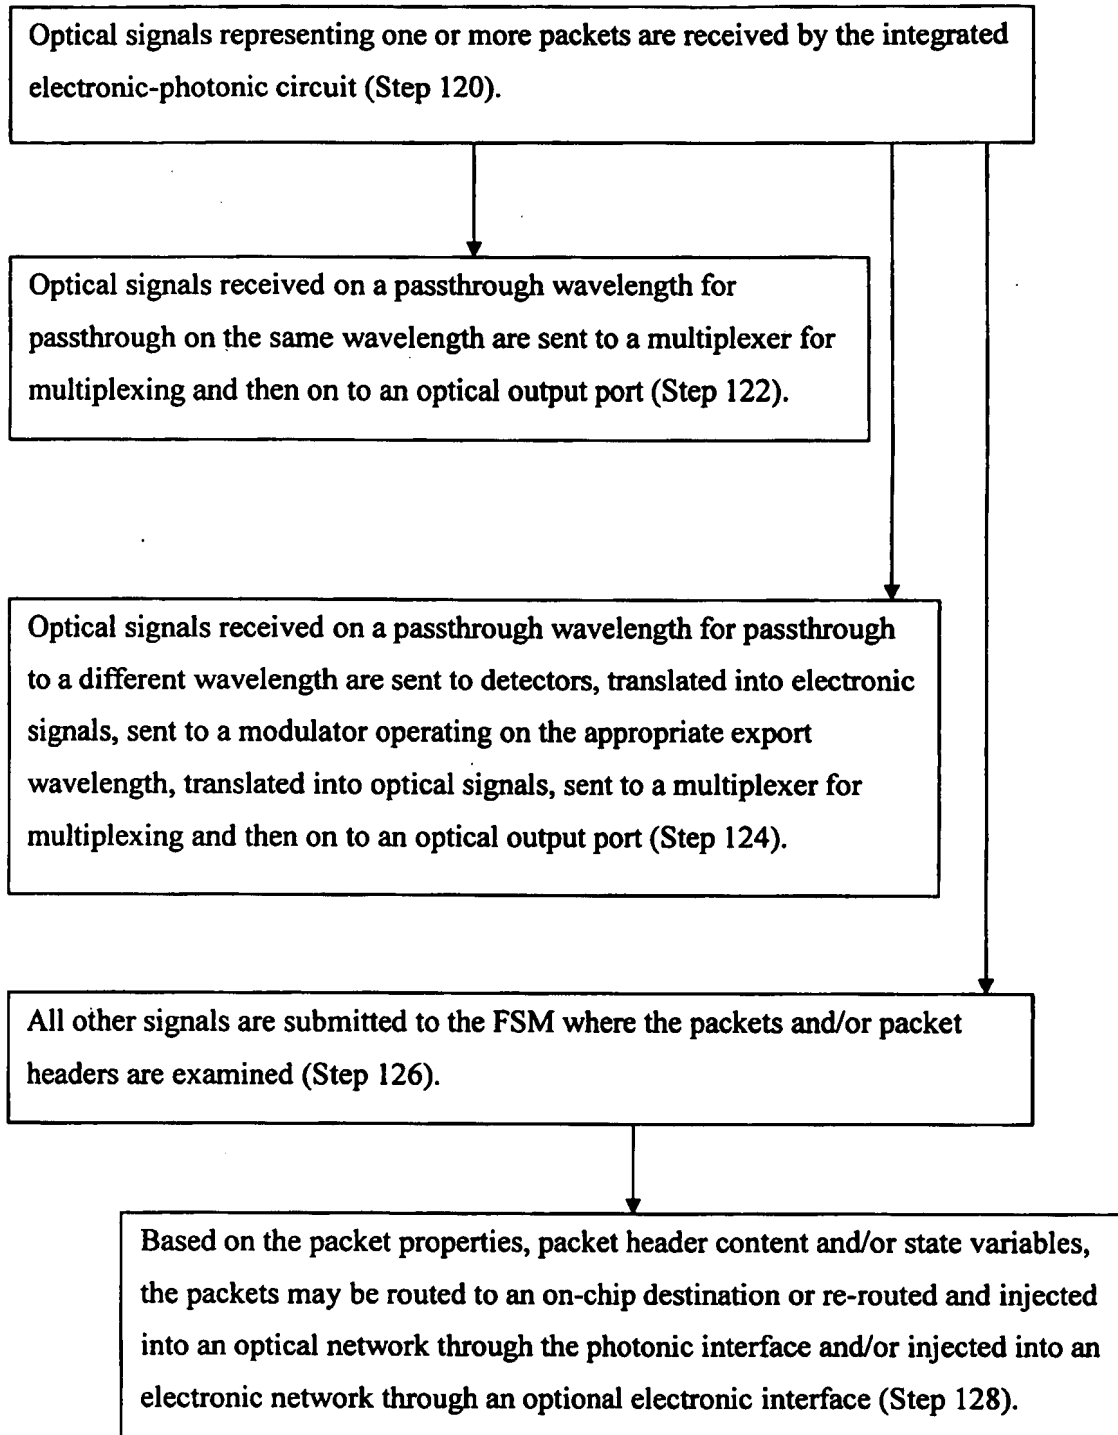 Optical signals representing one or more packets are received by the integrated
electronic-photonic circuit (Step 120).
Optical signals received on a passthrough wavelength for
passthrough on the same wavelength are sent to a multiplexer for
multiplexing and then on to an optical output port (Step 122).
Optical signals received on a passthrough wavelength for passthrough
to a different wavelength are sent to detectors, translated into electronic
signals, sent to a modulator operating on the appropriate export
wavelength, translated into optical signals, sent to a multiplexer for
multiplexing and then on to an optical output port (Step 124).
All other signals are submitted to the FSM where the packets and/or packet
headers are examined (Step 126).
Based on the packet properties, packet header content and/or state variables,
the packets may be routed to an on-chip destination or re-routed and injected
into an optical network through the photonic interface and/or injected into an
electronic network through an optional electronic interface (Step 128).